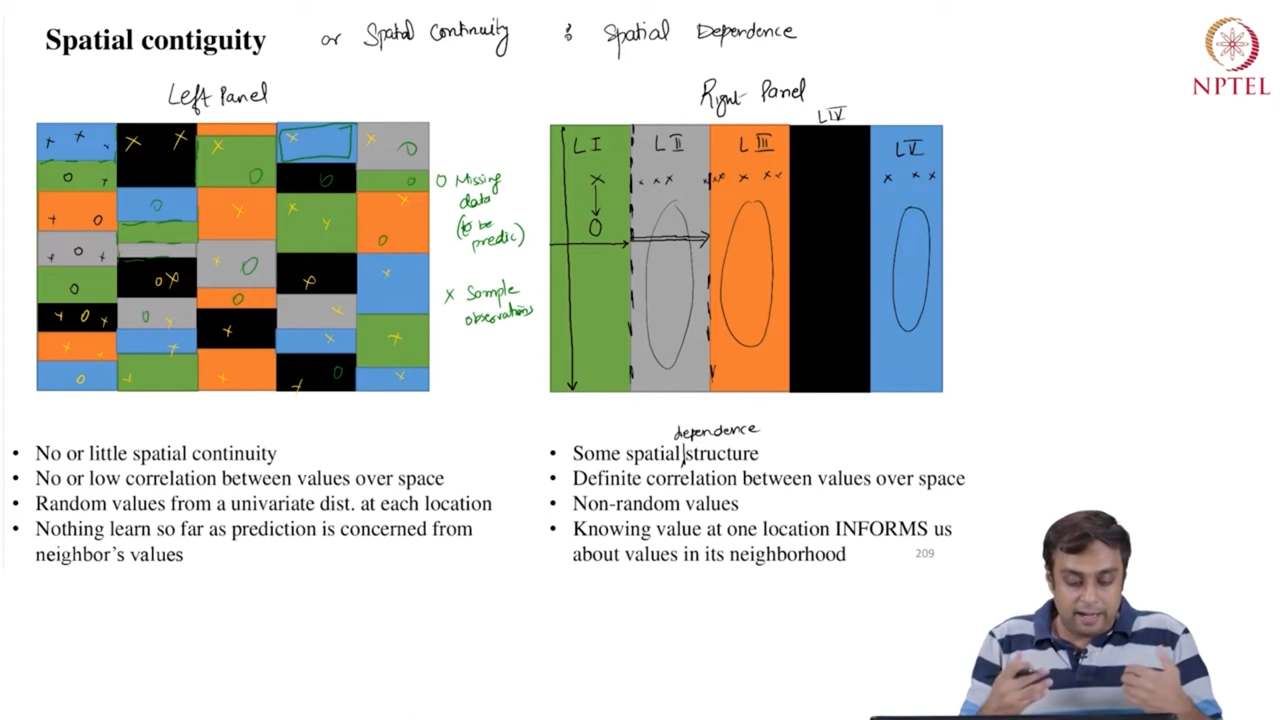 Spatial contiguity or Spatial Continuity : Spatial Dependence
NPTEL
Left Panel
Right Panel
O Missing
data
(to be
predic)
x Sample
observations
L I
L II
L III
L IV
L V
• No or little spatial continuity
• No or low correlation between values over space
• Random values from a univariate dist. at each location
• Nothing learn so far as prediction is concerned from
neighbor's values
dependence
• Some spatial structure
• Definite correlation between values over space
• Non-random values
• Knowing value at one location INFORMS us
about values in its neighborhood
209